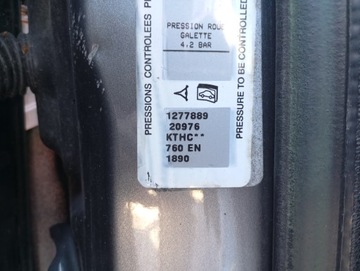 PRESSIONS CONTROLEES
PRESSION ROUE
GALETTE
4.2 BAR
PRESSURE TO BE CONTROLLED
1277889
20976
KTHC**
760 EN
1890